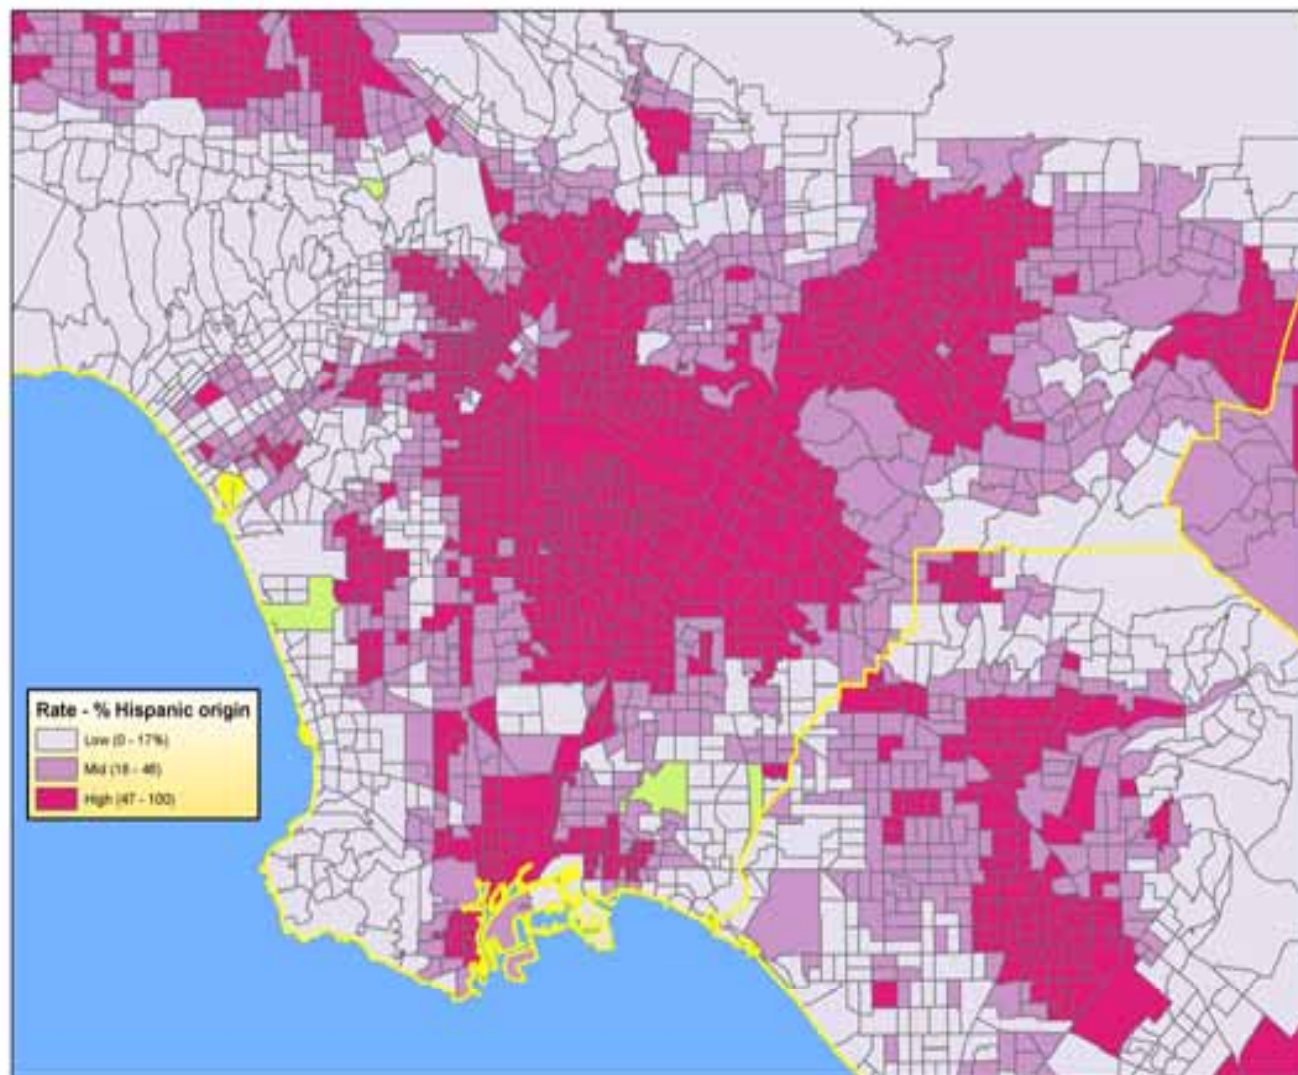 Rate - % Hispanic origin
Low (0 - 17%)
Mid (18 - 46)
High (47 - 100)